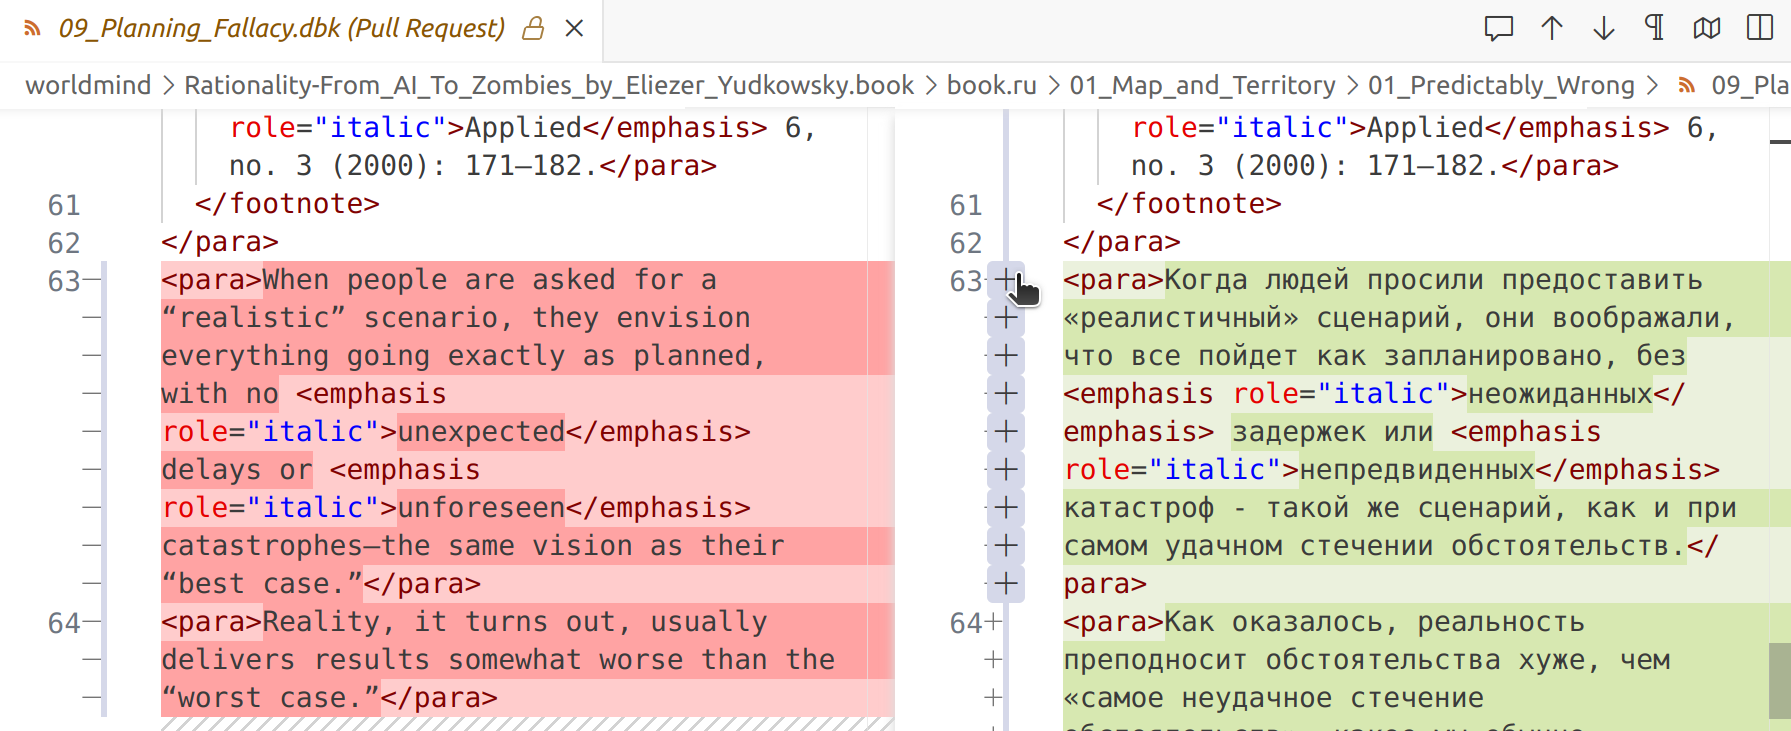 09_Planning_Fallacy.dbk (Pull Request)
worldmind > Rationality-From_AI_To_Zombies_by_Eliezer_Yudkowsky.book > book.ru > 01_Map_and_Territory > 01_Predictably_Wrong > 09_Pla
role="italic">Applied</emphasis> 6,
no. 3 (2000): 171–182.</para>
61 </footnote>
62 </para>
63 <para>When people are asked for a
“realistic” scenario, they envision
everything going exactly as planned,
with no <emphasis
role="italic">unexpected</emphasis>
delays or <emphasis
role="italic">unforeseen</emphasis>
catastrophes—the same vision as their
“best case.”</para>
64 <para>Reality, it turns out, usually
delivers results somewhat worse than the
“worst case.”</para>
role="italic">Applied</emphasis> 6,
no. 3 (2000): 171–182.</para>
61 </footnote>
62 </para>
63 <para>Когда людей просили предоставить
«реалистичный» сценарий, они воображали,
что все пойдет как запланировано, без
<emphasis role="italic">неожиданных</
emphasis> задержек или <emphasis
role="italic">непредвиденных</emphasis>
катастроф - такой же сценарий, как и при
самом удачном стечении обстоятельств.</
para>
64 <para>Как оказалось, реальность
преподносит обстоятельства хуже, чем
«самое неудачное стечение